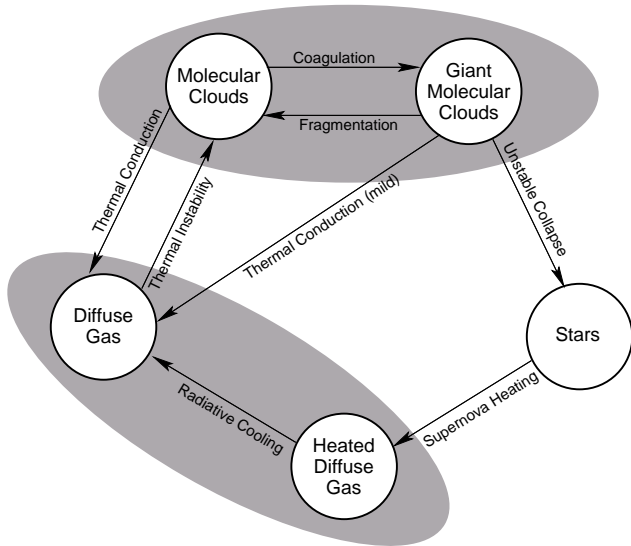 Molecular
Clouds
Coagulation
Giant
Molecular
Clouds
Fragmentation
Thermal Conduction
Thermal Instability
Thermal Conduction (mild)
Unstable Collapse
Diffuse
Gas
Stars
Radiative Cooling
Supernova Heating
Heated
Diffuse
Gas